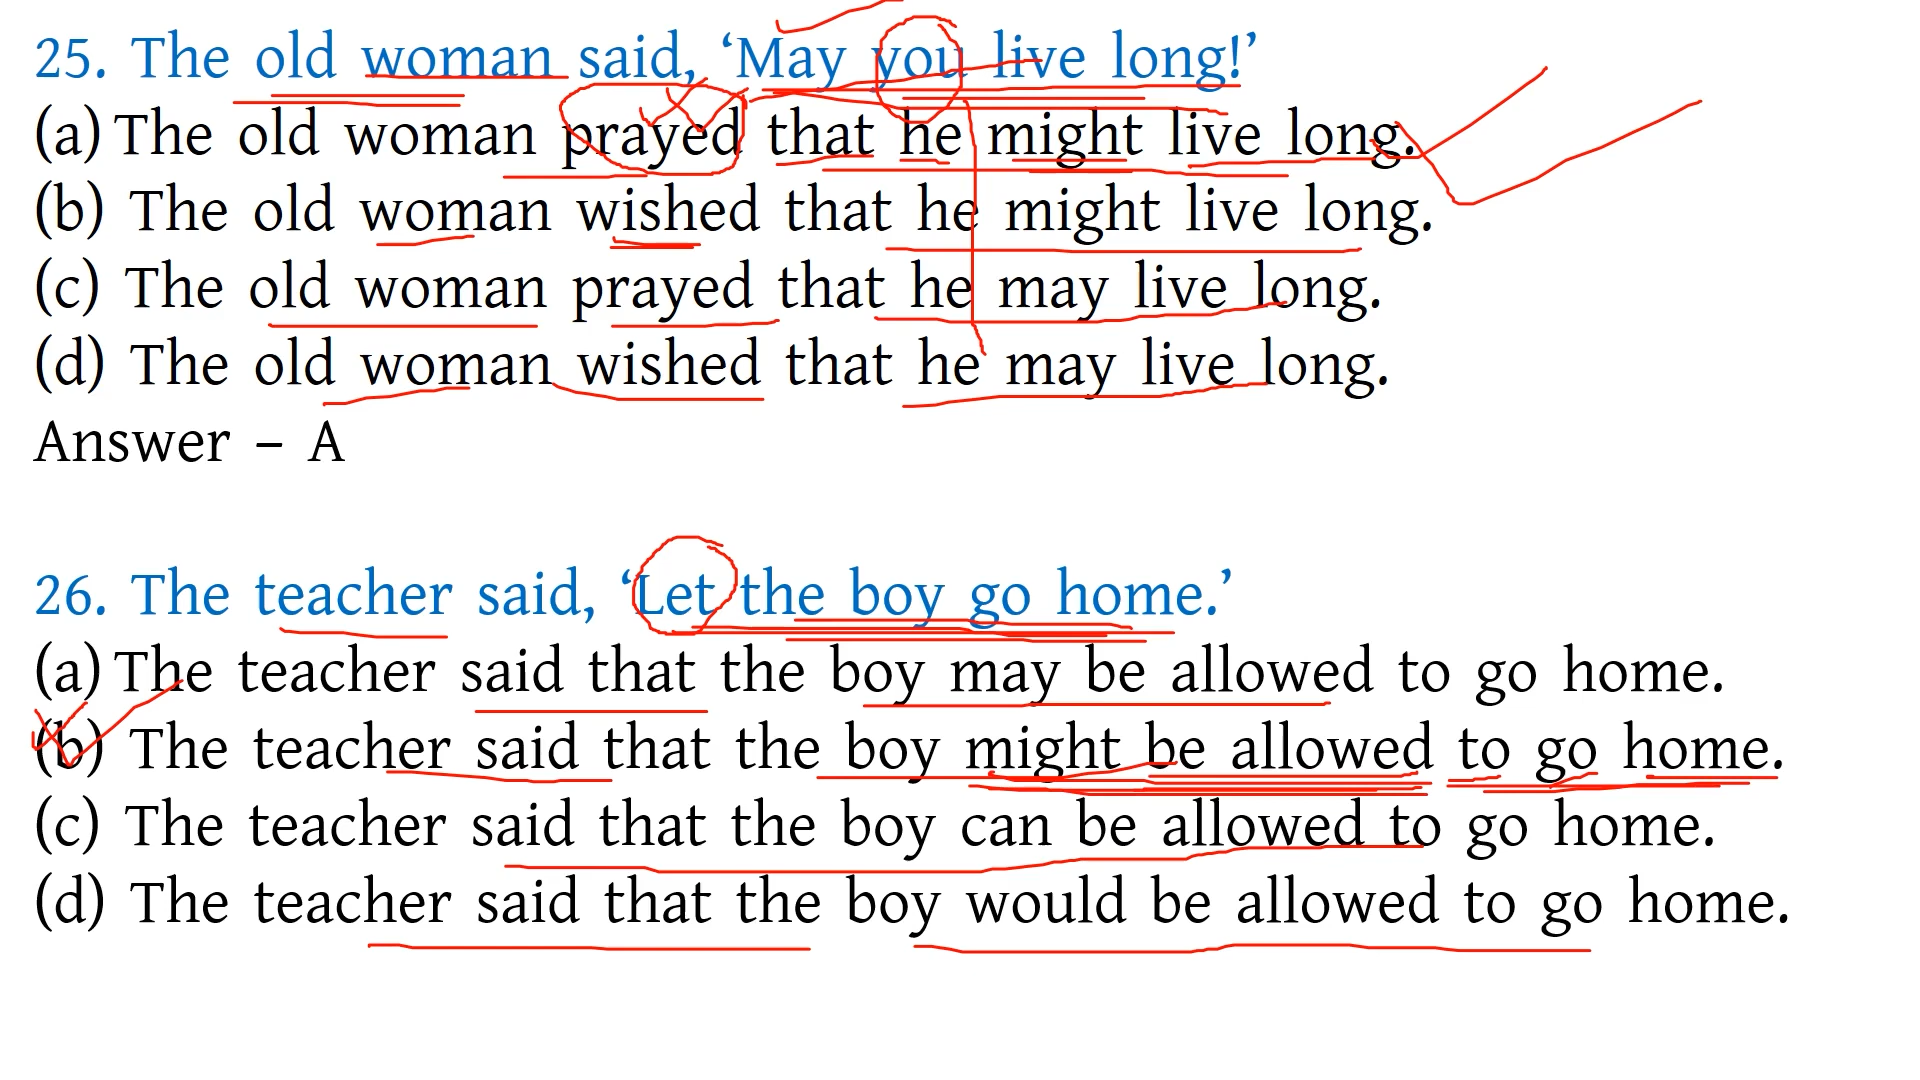 25. The old woman said, ‘May you live long!’
(a) The old woman prayed that he might live long.
(b) The old woman wished that he might live long.
(c) The old woman prayed that he may live long.
(d) The old woman wished that he may live long.
Answer – A
26. The teacher said, ‘Let the boy go home.’
(a) The teacher said that the boy may be allowed to go home.
(b) The teacher said that the boy might be allowed to go home.
(c) The teacher said that the boy can be allowed to go home.
(d) The teacher said that the boy would be allowed to go home.